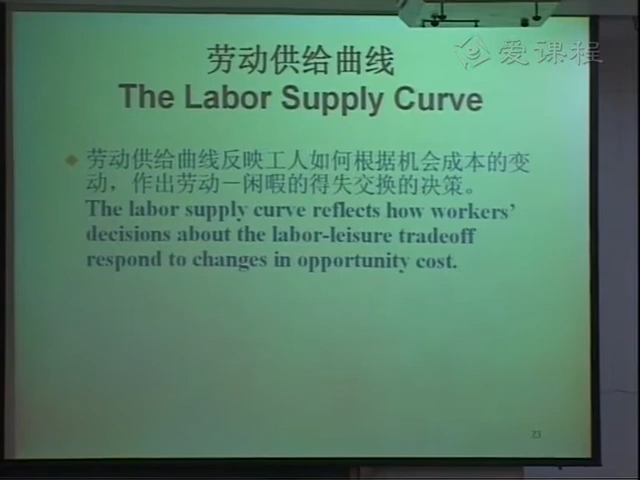 爱课程
劳动供给曲线
The Labor Supply Curve
劳动供给曲线反映工人如何根据机会成本的变
动，作出劳动－闲暇的得失交换的决策。
The labor supply curve reflects how workers’
decisions about the labor-leisure tradeoff
respond to changes in opportunity cost.
23